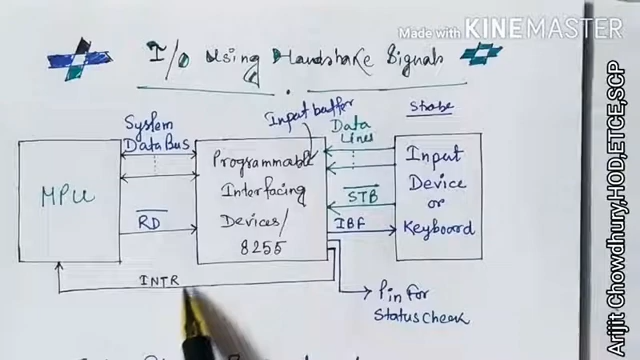 Made with KINEMASTER
I/O Using Handshake Signals
System
Data Bus
Input buffer
Data
Lines
Strobe
MPU
Programmable
Interfacing
Devices/
8255
Input
Device
or
Keyboard
RD
STB
IBF
INTR
Pin for
Status Check
Arijit Chowdhury,HOD,ETCE,SCP